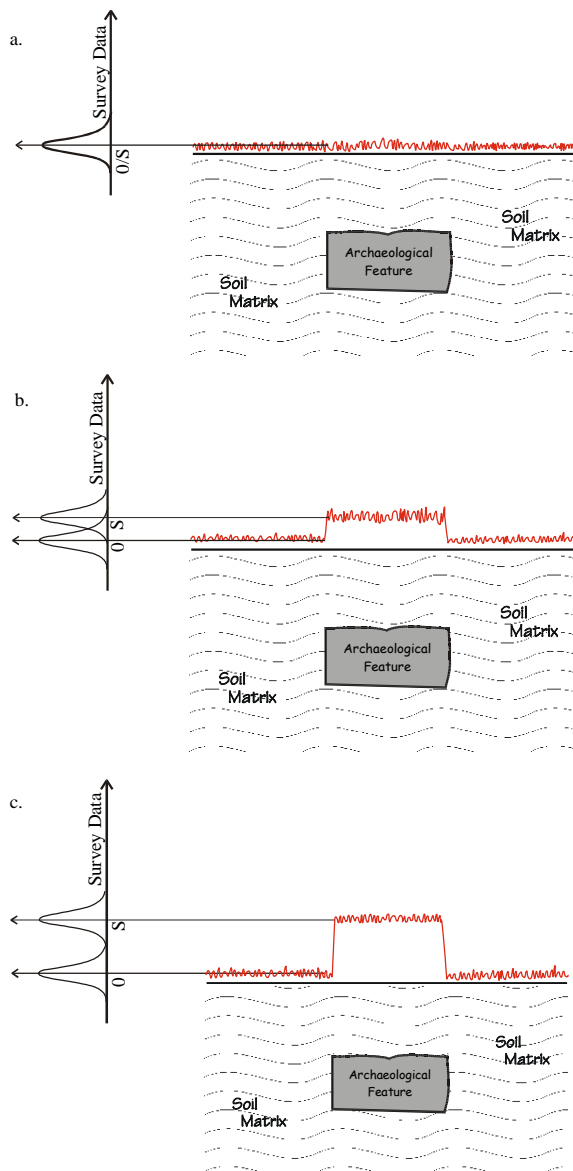 a.
Survey Data
0/S
Soil
Matrix
Archaeological
Feature
Soil
Matrix
b.
Survey Data
S
0
Soil
Matrix
Archaeological
Feature
Soil
Matrix
c.
Survey Data
S
0
Soil
Matrix
Archaeological
Feature
Soil
Matrix